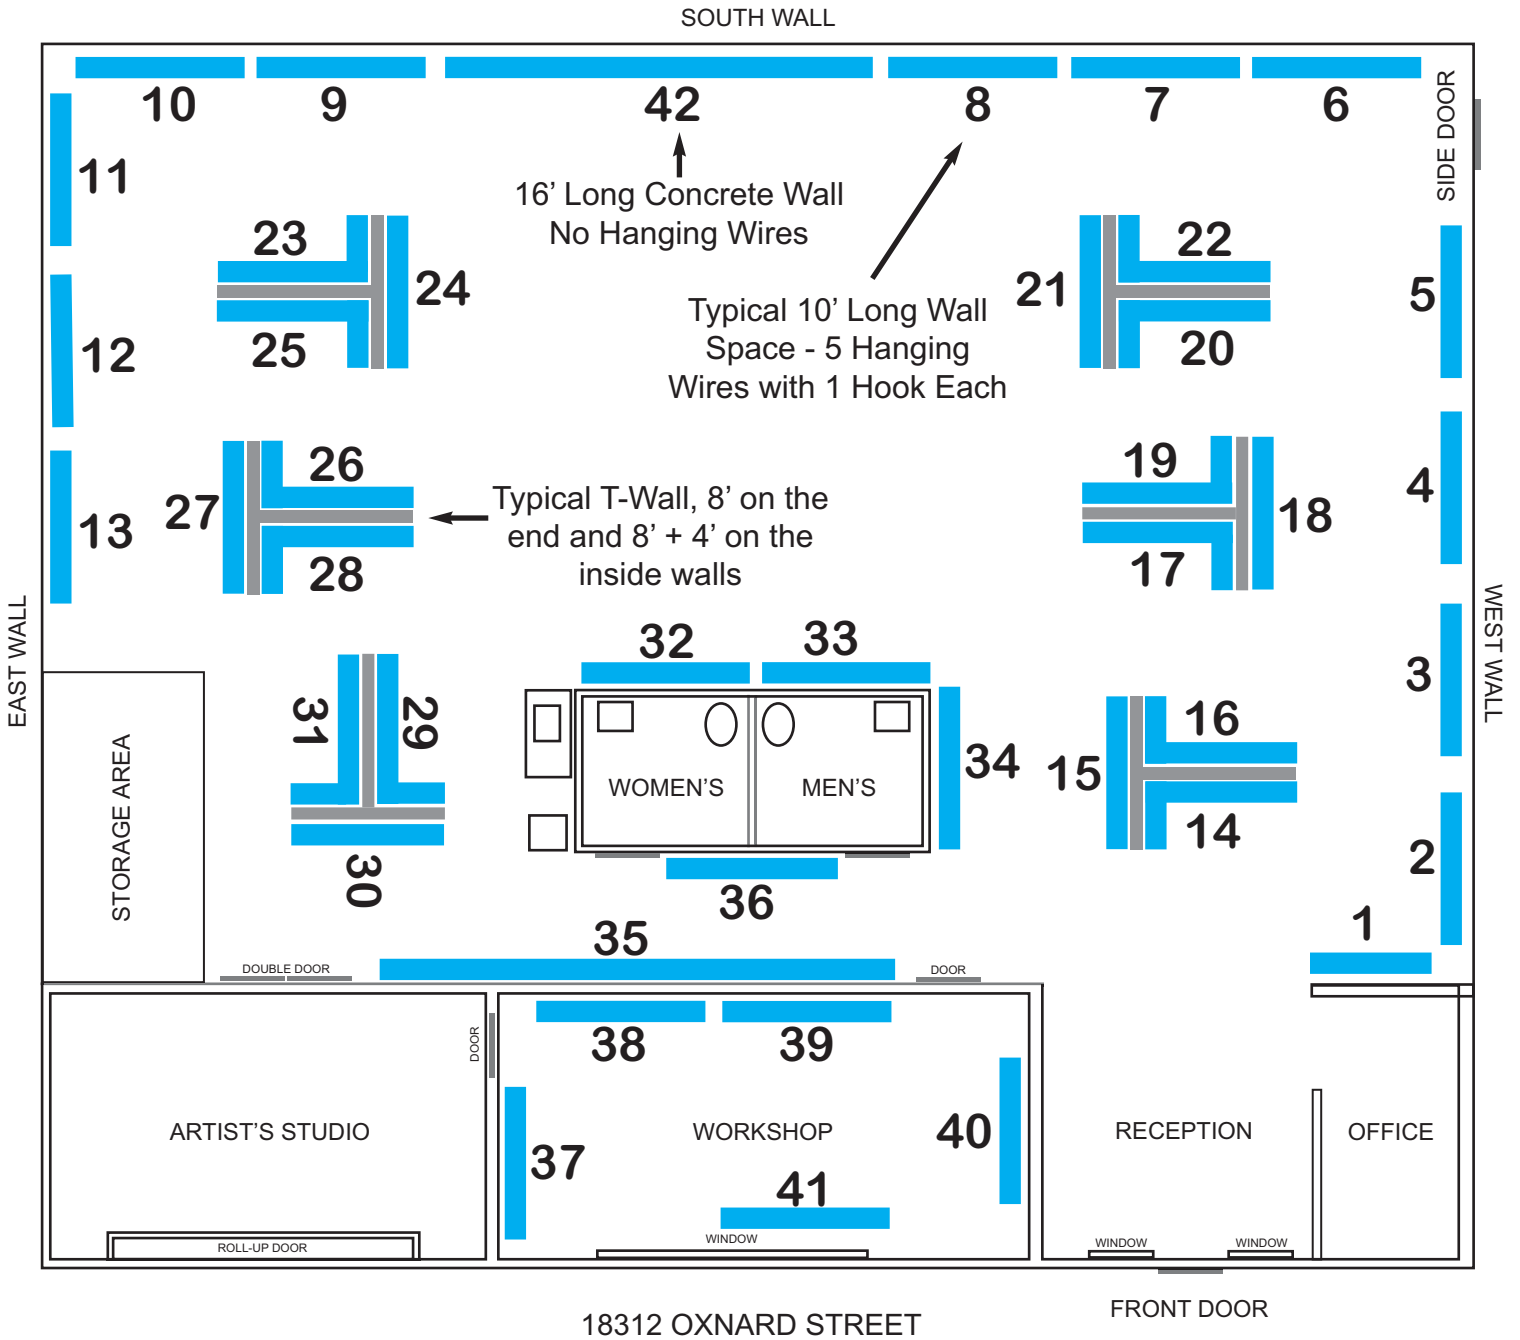 SOUTH WALL
10
9
42
8
7
6
SIDE DOOR
11
16’ Long Concrete Wall
No Hanging Wires
23
24
25
21
22
20
5
12
Typical 10’ Long Wall
Space - 5 Hanging
Wires with 1 Hook Each
26
27
28
13
Typical T-Wall, 8’ on the
end and 8’ + 4’ on the
inside walls
19
18
17
4
EAST WALL
WEST WALL
32
33
3
31
29
30
WOMEN’S
MEN’S
34
15
16
14
2
STORAGE AREA
36
1
35
DOUBLE DOOR
DOOR
38
39
DOOR
ARTIST’S STUDIO
37
WORKSHOP
40
41
RECEPTION
OFFICE
ROLL-UP DOOR
WINDOW
WINDOW
WINDOW
FRONT DOOR
18312 OXNARD STREET